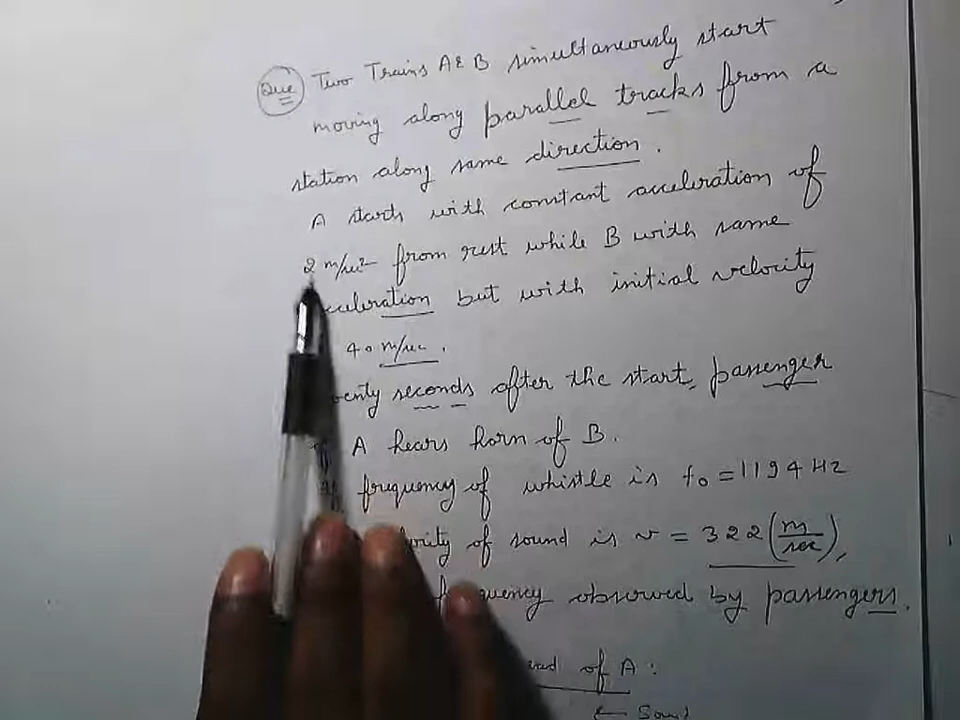 Que Two Trains A & B simultaneously start
moving along parallel tracks from a
station along same direction.
A starts with constant acceleration of
2 m/sec² from rest while B with same
acceleration but with initial velocity
40 m/sec.
seconds after the start, passenger
A hears horn of B.
frequency of whistle is f₀ = 1194 Hz
of sound is v = 322 (m/sec),
observed by passengers.
of A:
← Sound